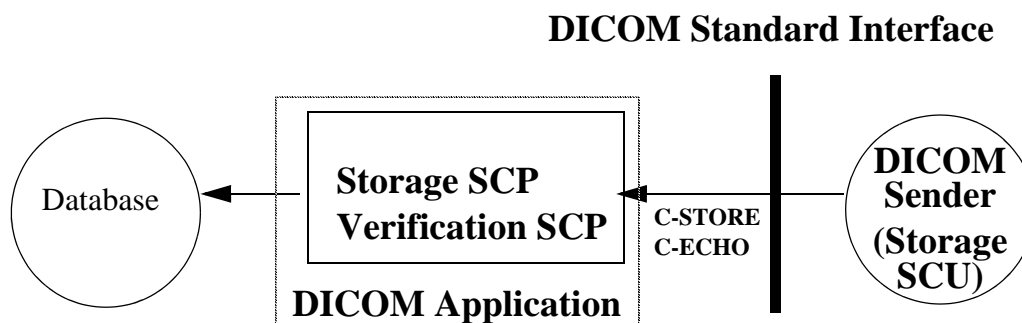 DICOM Standard Interface
Database
Storage SCP
Verification SCP
C-STORE
C-ECHO
DICOM
Sender
(Storage
SCU)
DICOM Application